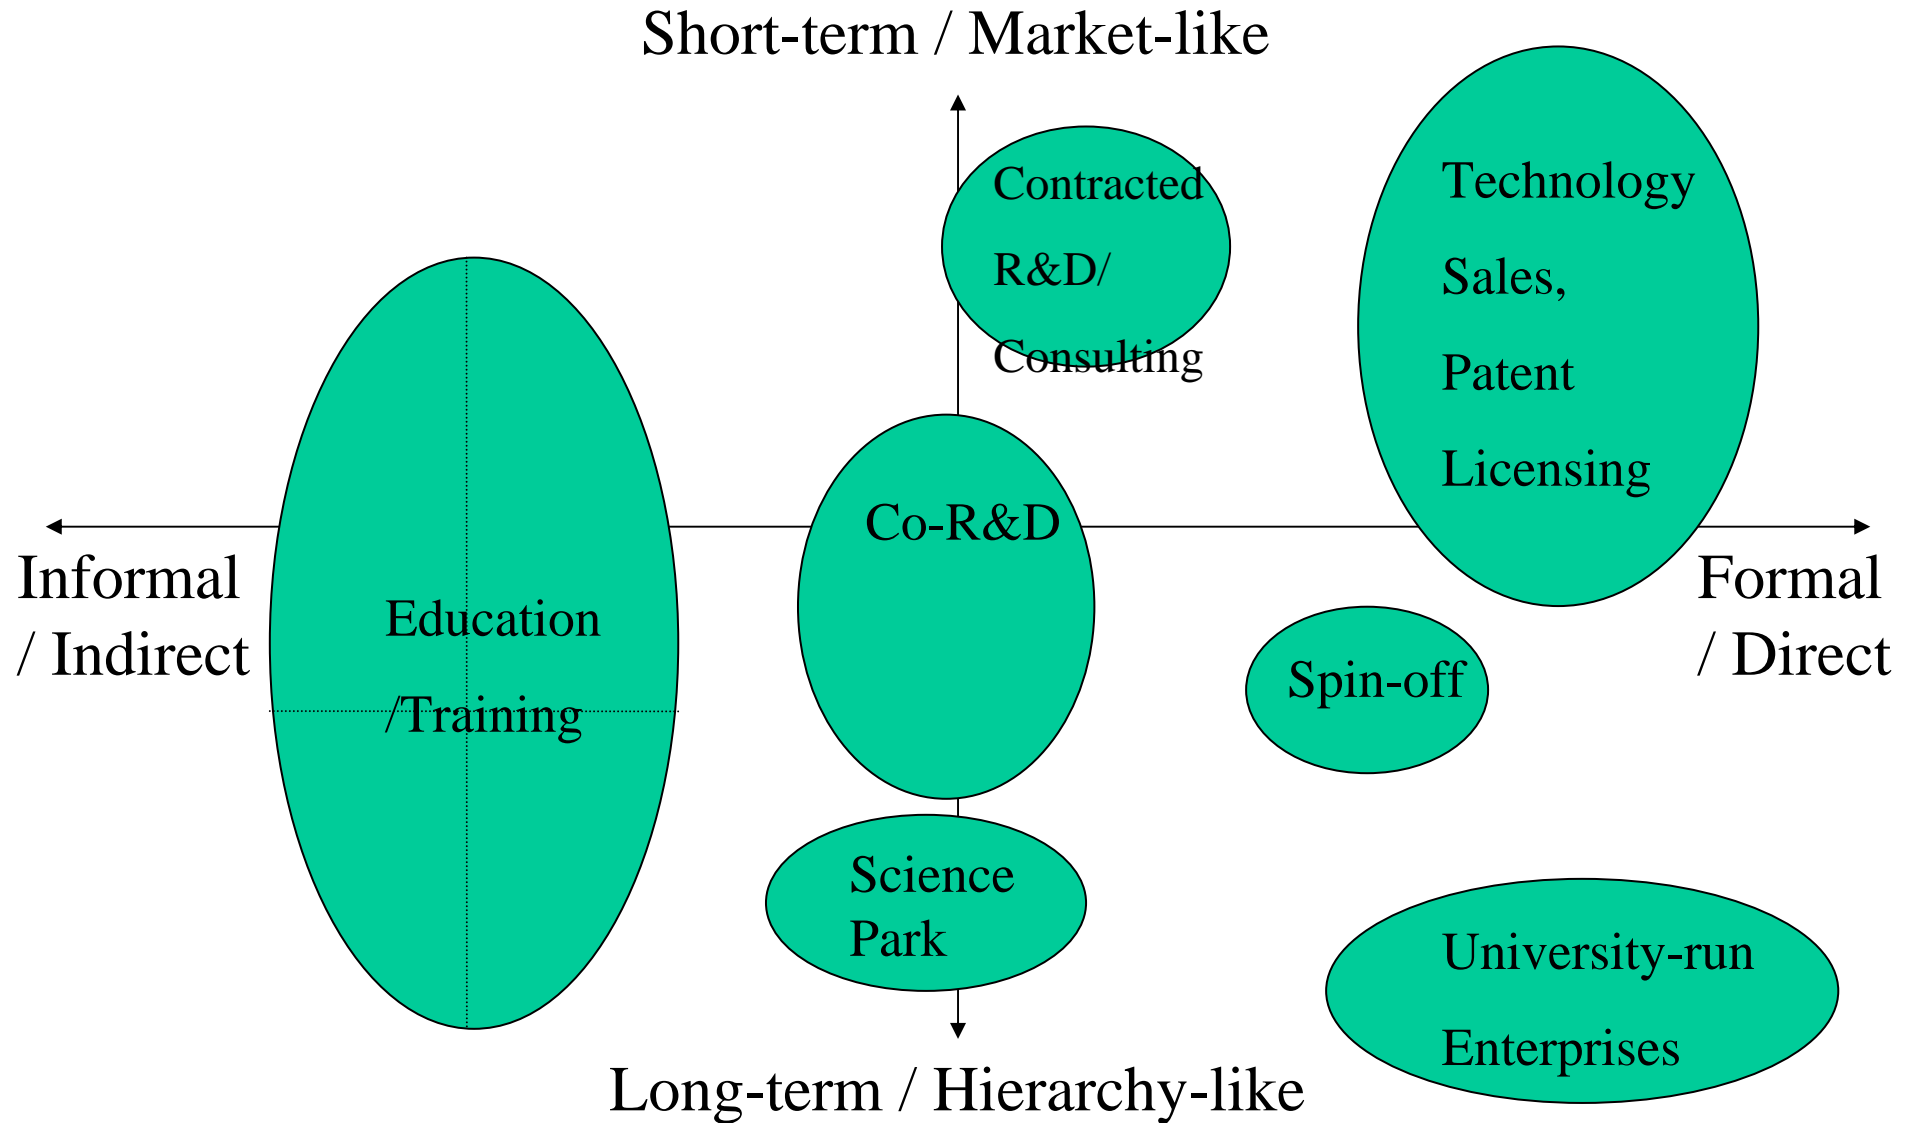 Short-term / Market-like
Contracted
R&D/
Consulting
Technology
Sales,
Patent
Licensing
Informal
/ Indirect
Education
/Training
Co-R&D
Spin-off
Formal
/ Direct
Science
Park
University-run
Enterprises
Long-term / Hierarchy-like